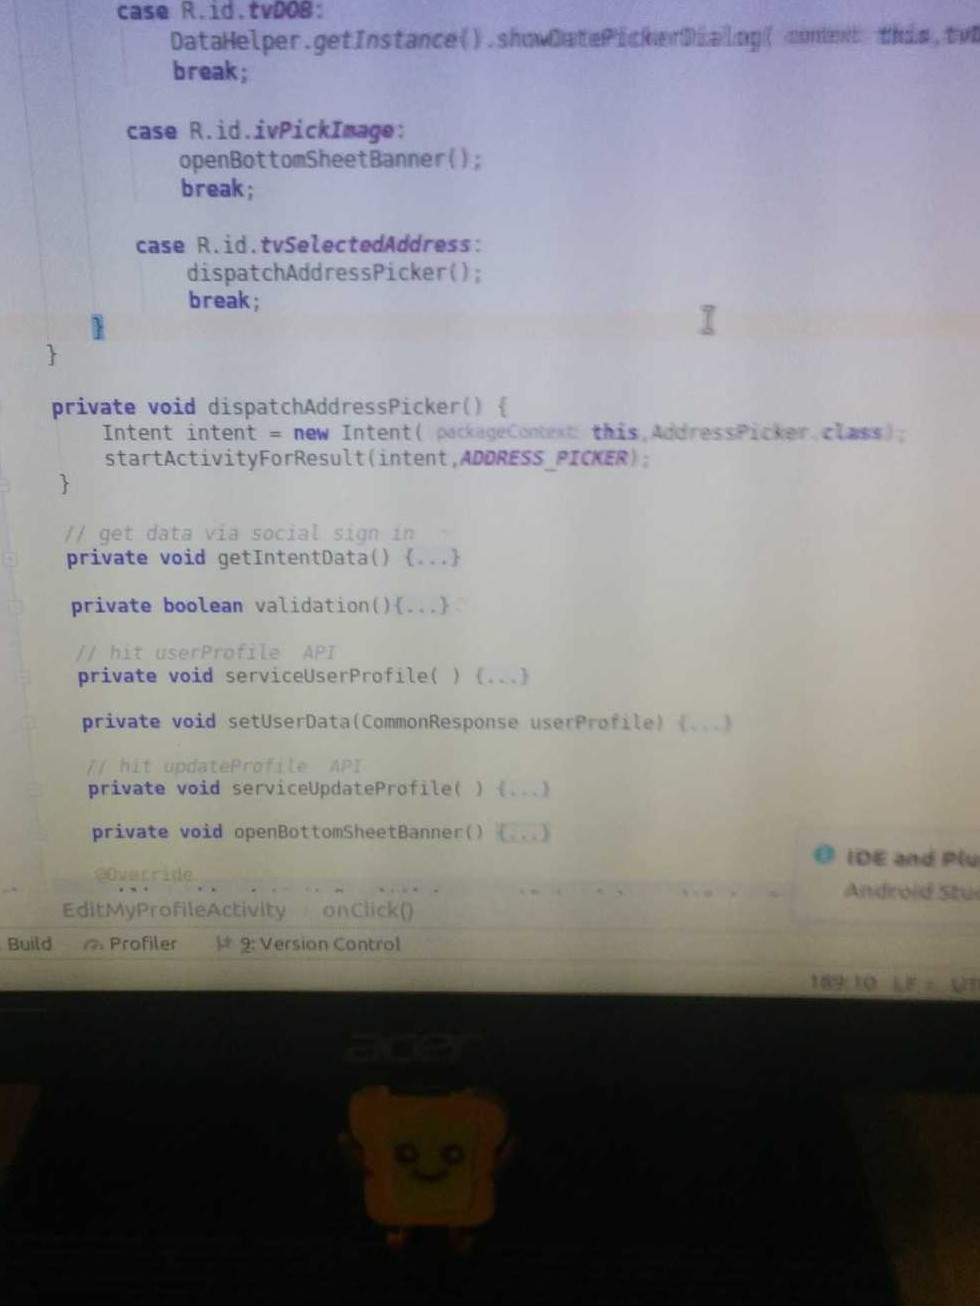 case R.id.tvDOB:
DataHelper.getInstance().showDatePickerDialog( context: this,tvD
break;
case R.id.ivPickImage:
openBottomSheetBanner();
break;
case R.id.tvSelectedAddress:
dispatchAddressPicker();
break;
}
}
private void dispatchAddressPicker() {
Intent intent = new Intent( packageContext: this,AddressPicker.class);
startActivityForResult(intent,ADDRESS_PICKER);
}
// get data via social sign in
private void getIntentData() {...}
private boolean validation(){...}
// hit userProfile  API
private void serviceUserProfile( ) {...}
private void setUserData(CommonResponse userProfile) {...}
// hit updateProfile  API
private void serviceUpdateProfile( ) {...}
private void openBottomSheetBanner() {...}
@Override
IDE and Plu
Android Stu
EditMyProfileActivity onClick()
Build Profiler 9: Version Control
189:10 LF UT
acer